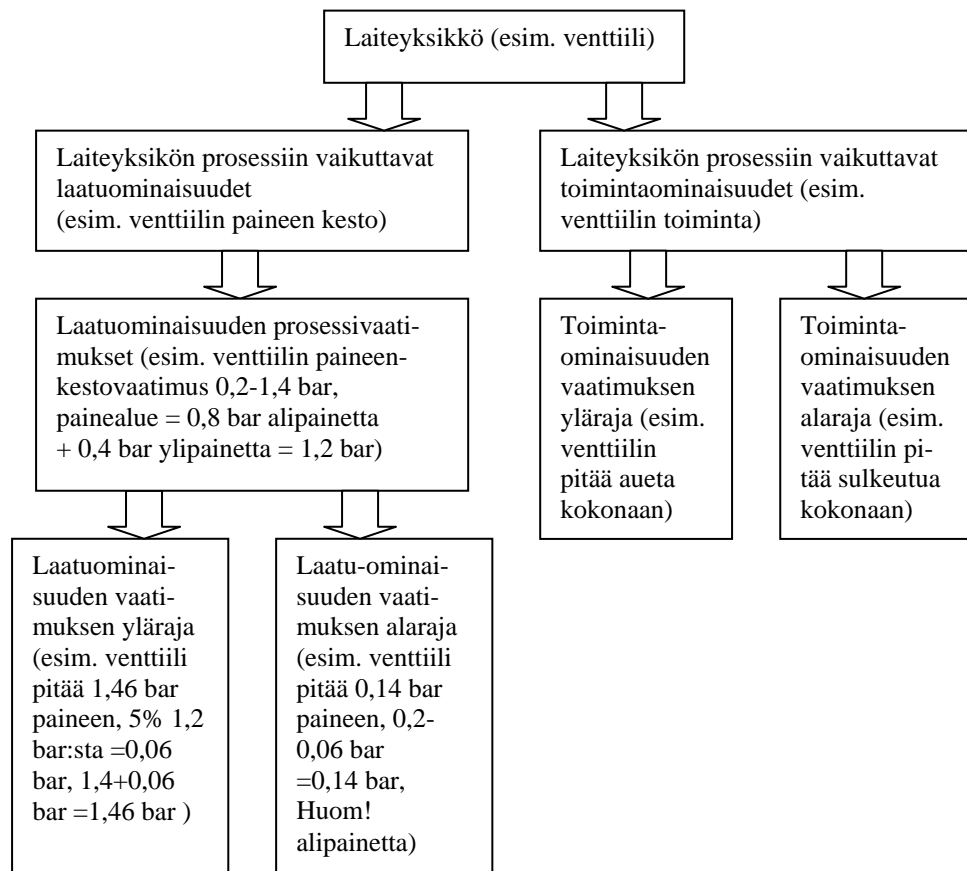 Laiteyksikkö (esim. venttiili)
Laiteyksikön prosessiin vaikuttavat
laatuominaisuudet
(esim. venttiilin paineen kesto)
Laiteyksikön prosessiin vaikuttavat
toimintaominaisuudet (esim.
venttiilin toiminta)
Laatuominaisuuden prosessivaati-
mukset (esim. venttiilin paineen-
kestovaatimus 0,2-1,4 bar,
painealue = 0,8 bar alipainetta
+ 0,4 bar ylipainetta = 1,2 bar)
Toiminta-
ominaisuuden
vaatimuksen
yläraja (esim.
venttiilin
pitää aueta
kokonaan)
Toiminta-
ominaisuuden
vaatimuksen
alaraja (esim.
venttiilin pi-
tää sulkeutua
kokonaan)
Laatuominai-
suuden vaati-
muksen yläraja
(esim. venttiili
pitää 1,46 bar
paineen, 5% 1,2
bar:sta =0,06
bar, 1,4+0,06
bar =1,46 bar )
Laatu-ominai-
suuden vaati-
muksen alaraja
(esim. venttiili
pitää 0,14 bar
paineen, 0,2-
0,06 bar
=0,14 bar,
Huom!
alipainetta)